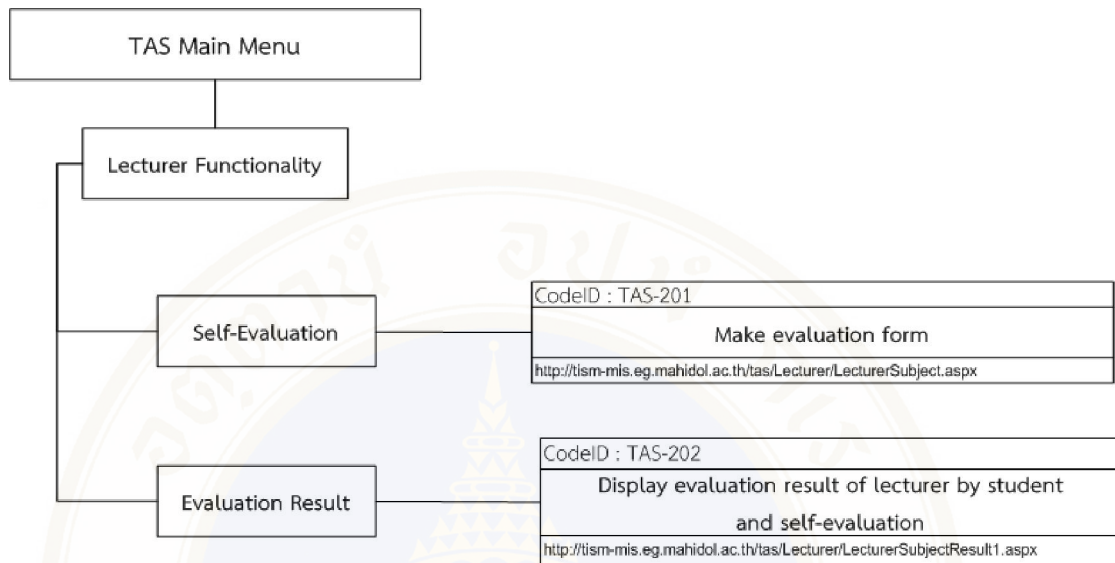 TAS Main Menu
Lecturer Functionality
Self-Evaluation
CodeID : TAS-201
Make evaluation form
http://tism-mis.eg.mahidol.ac.th/tas/Lecturer/LecturerSubject.aspx
Evaluation Result
CodeID : TAS-202
Display evaluation result of lecturer by student
and self-evaluation
http://tism-mis.eg.mahidol.ac.th/tas/Lecturer/LecturerSubjectResult1.aspx